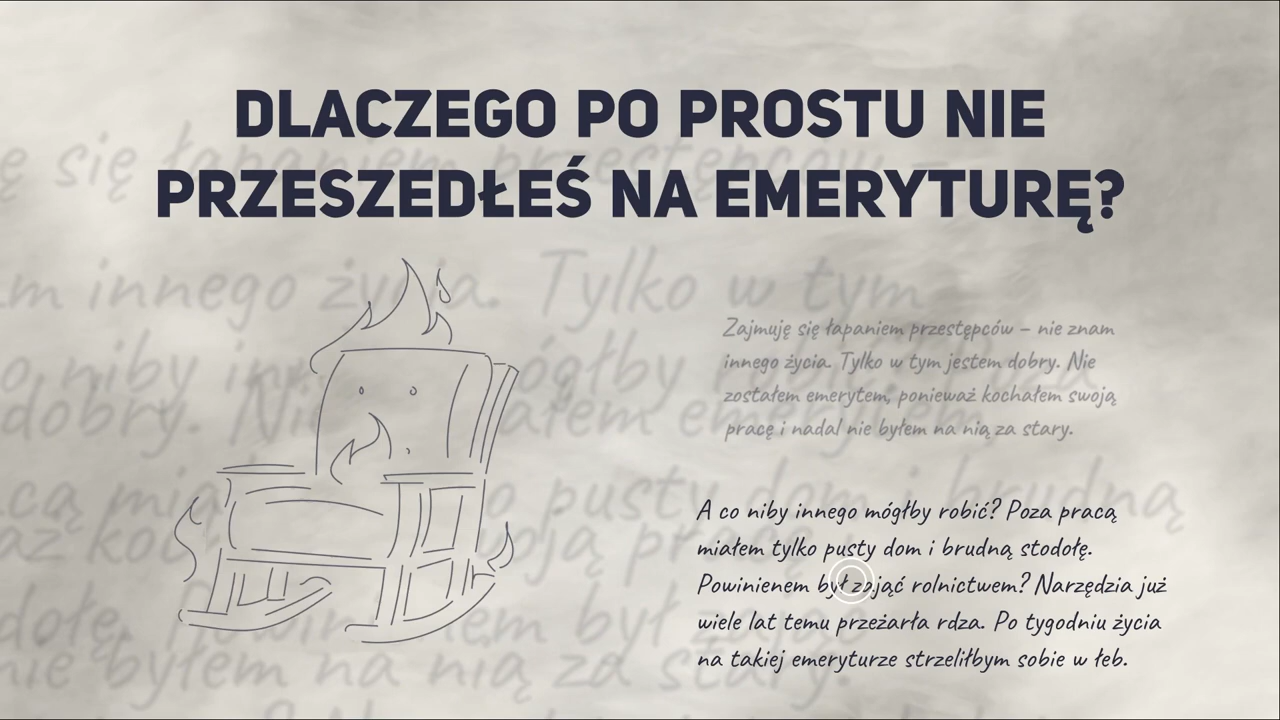 DLACZEGO PO PROSTU NIE
PRZESZEDŁEŚ NA EMERYTURĘ?
Zajmuję się łapaniem przestępców – nie znam
innego życia. Tylko w tym jestem dobry. Nie
zostałem emerytem, ponieważ kochałem swoją
pracę i nadal nie byłem na nią za stary.
A co niby innego mógłby robić? Poza pracą
miałem tylko pusty dom i brudną stodołę.
Powinienem był zająć rolnictwem? Narzędzia już
wiele lat temu przeżarła rdza. Po tygodniu życia
na takiej emeryturze strzeliłbym sobie w łeb.